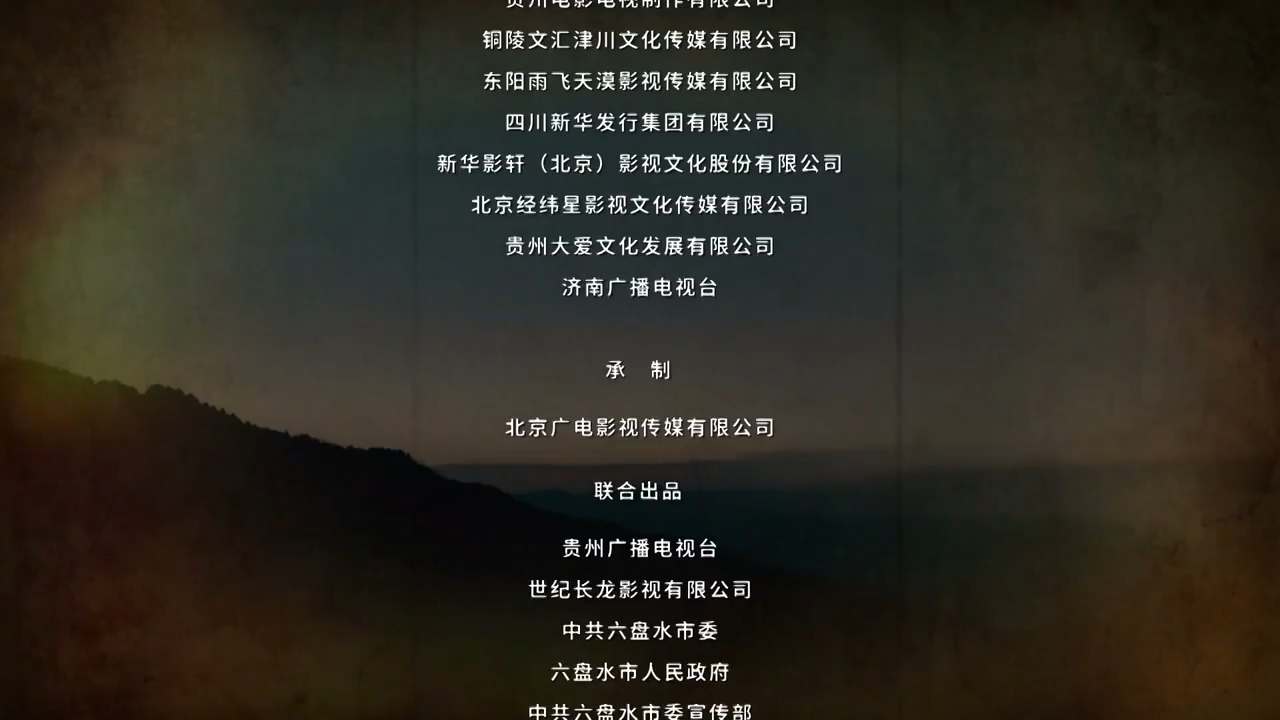 贵州电影电视制作有限公司
铜陵文汇津川文化传媒有限公司
东阳雨飞天漠影视传媒有限公司
四川新华发行集团有限公司
新华影轩（北京）影视文化股份有限公司
北京经纬星影视文化传媒有限公司
贵州大爱文化发展有限公司
济南广播电视台
承 制
北京广电影视传媒有限公司
联合出品
贵州广播电视台
世纪长龙影视有限公司
中共六盘水市委
六盘水市人民政府
中共六盘水市委宣传部